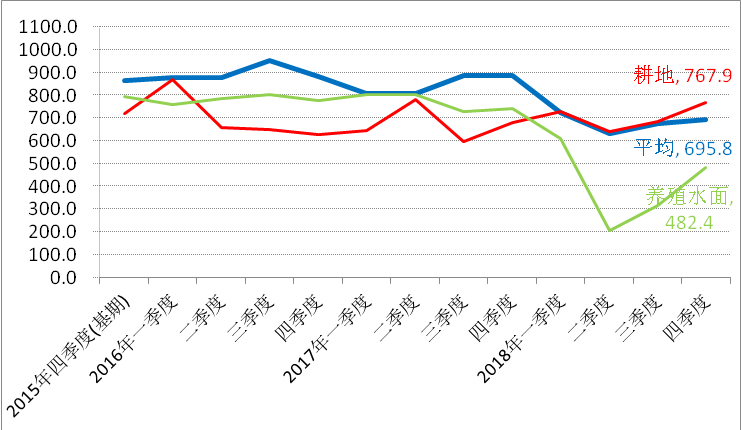 1100.0
1000.0
900.0
800.0
700.0
600.0
500.0
400.0
300.0
200.0
100.0
0.0
耕地, 767.9
平均, 695.8
养殖水面,
482.4
2015年四季度(基期)
2016年一季度
二季度
三季度
四季度
2017年一季度
二季度
三季度
四季度
2018年一季度
二季度
三季度
四季度